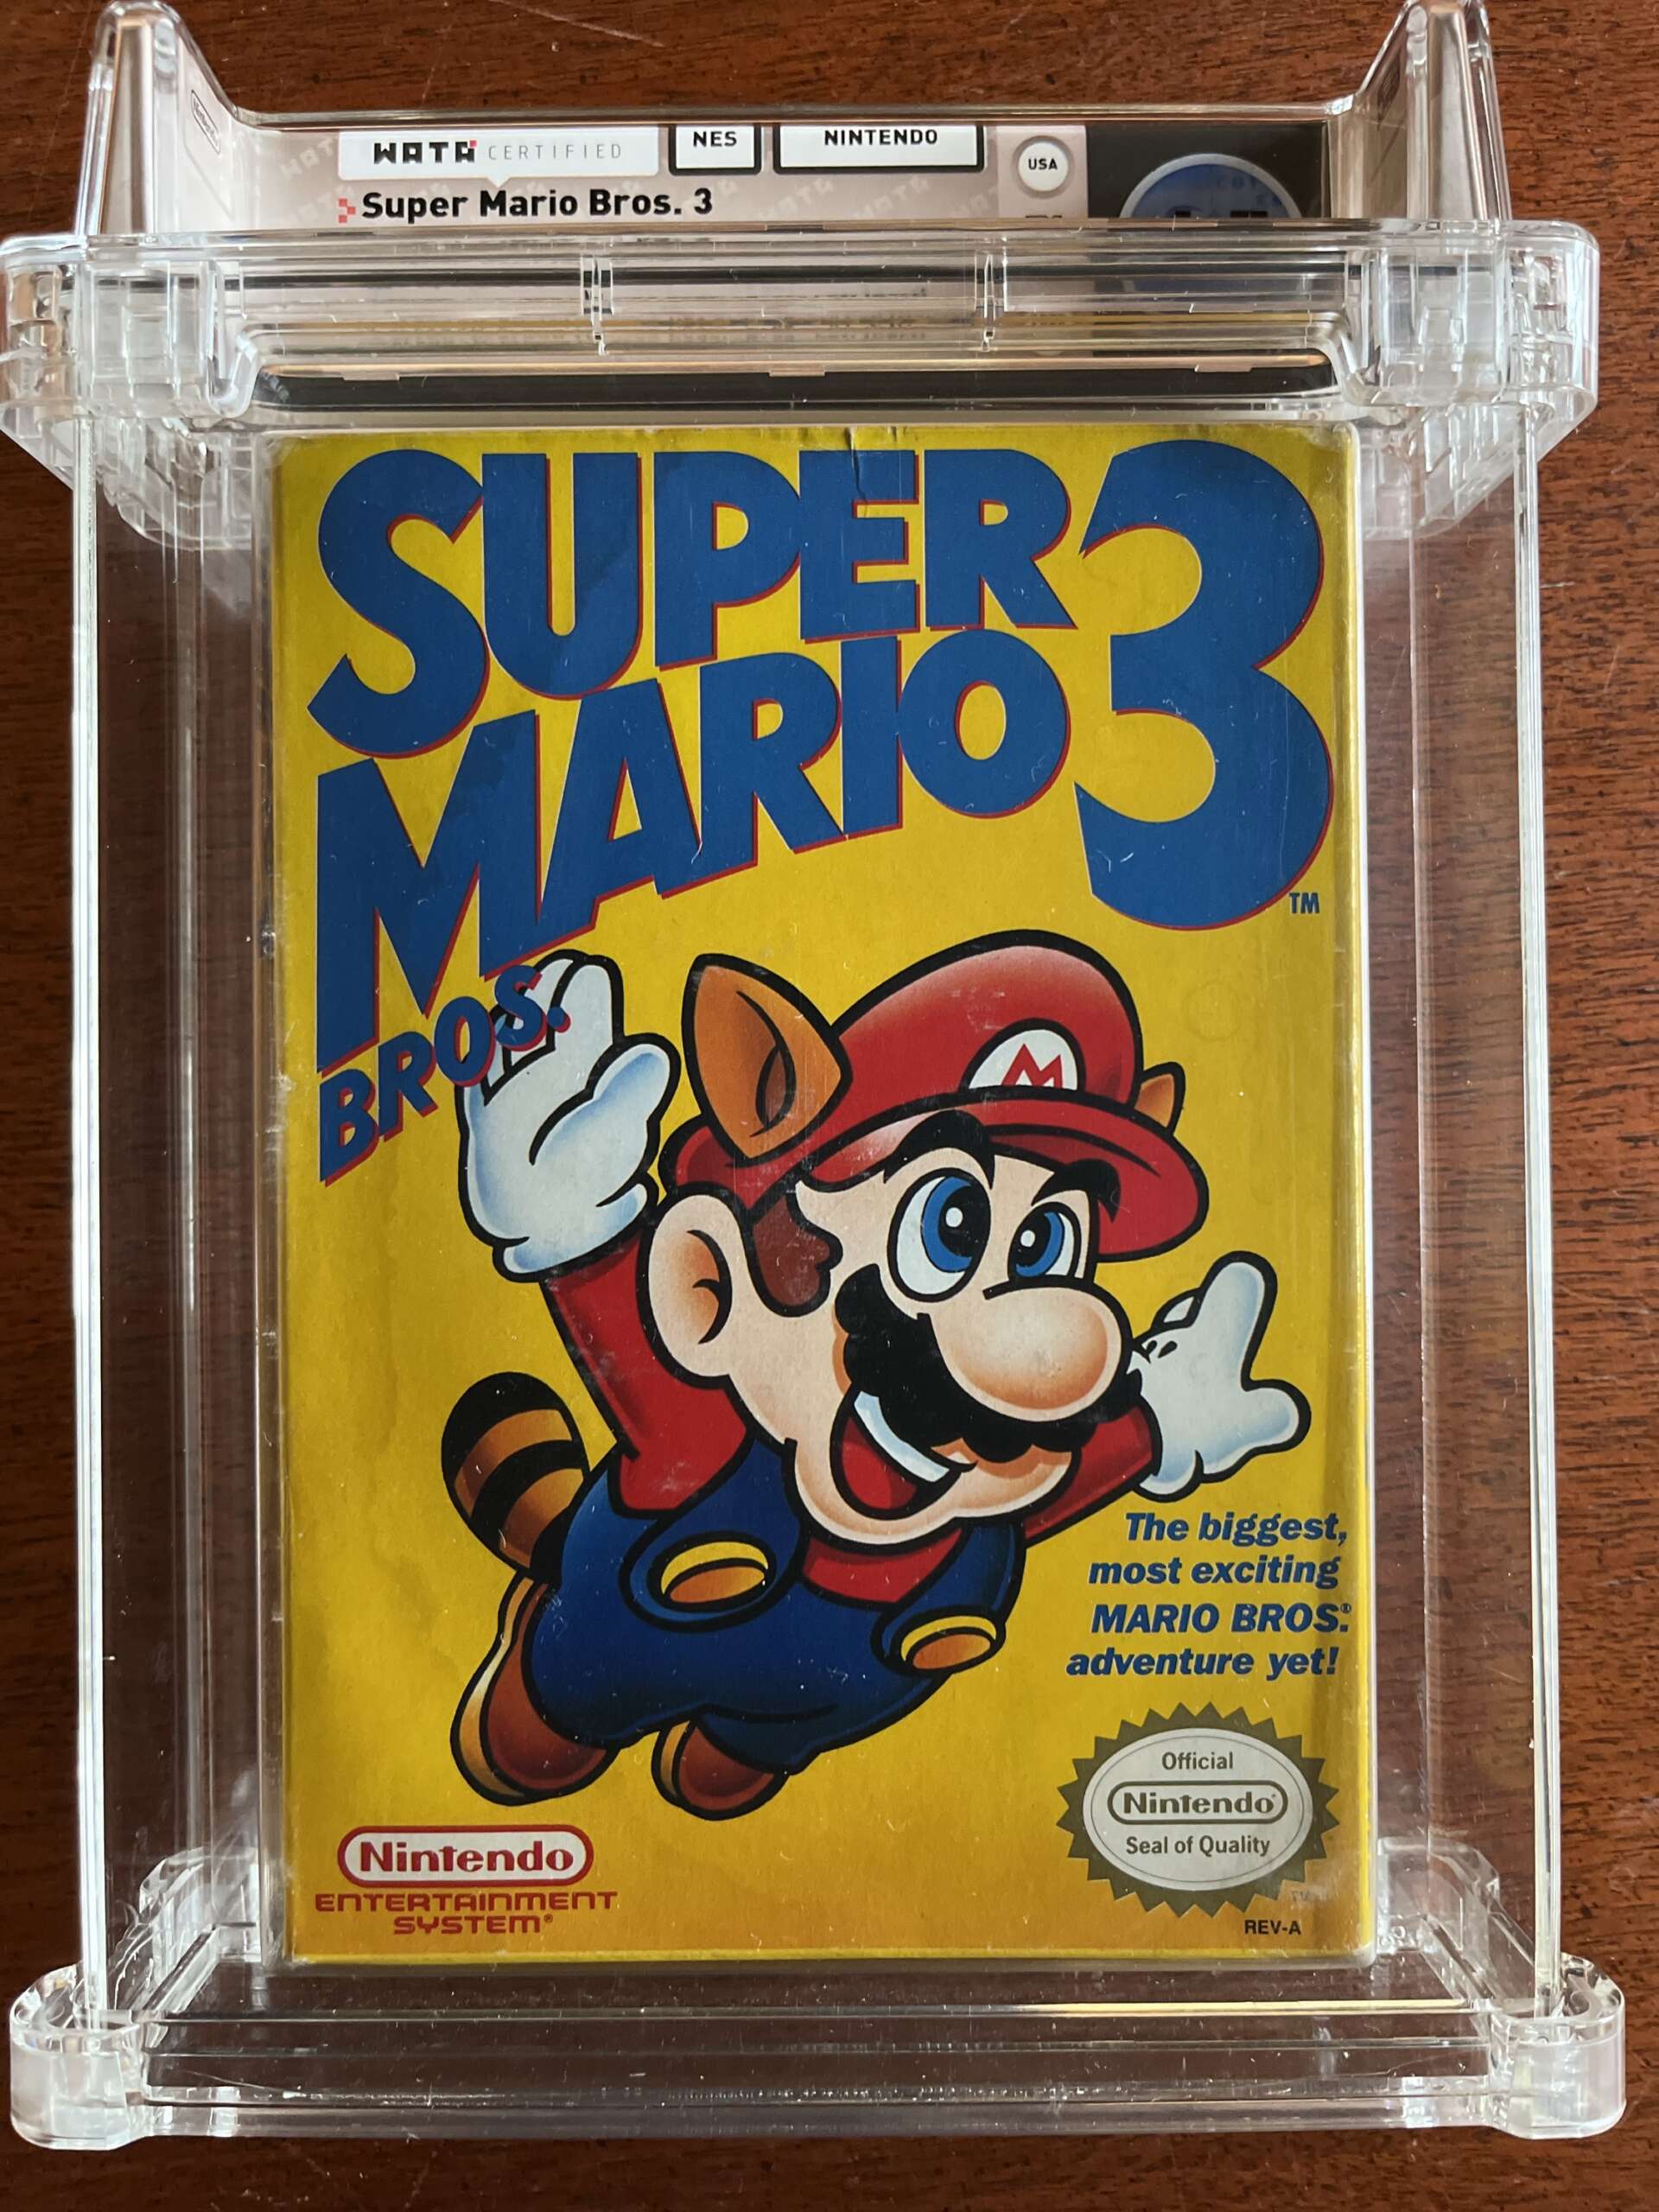 WATA CERTIFIED
NES
NINTENDO
USA
Super Mario Bros. 3
SUPER
MARIO
BROS.
3
TM
M
The biggest,
most exciting
MARIO BROS.®
adventure yet!
Official
Nintendo®
Seal of Quality
Nintendo
ENTERTAINMENT
SYSTEM®
REV-A